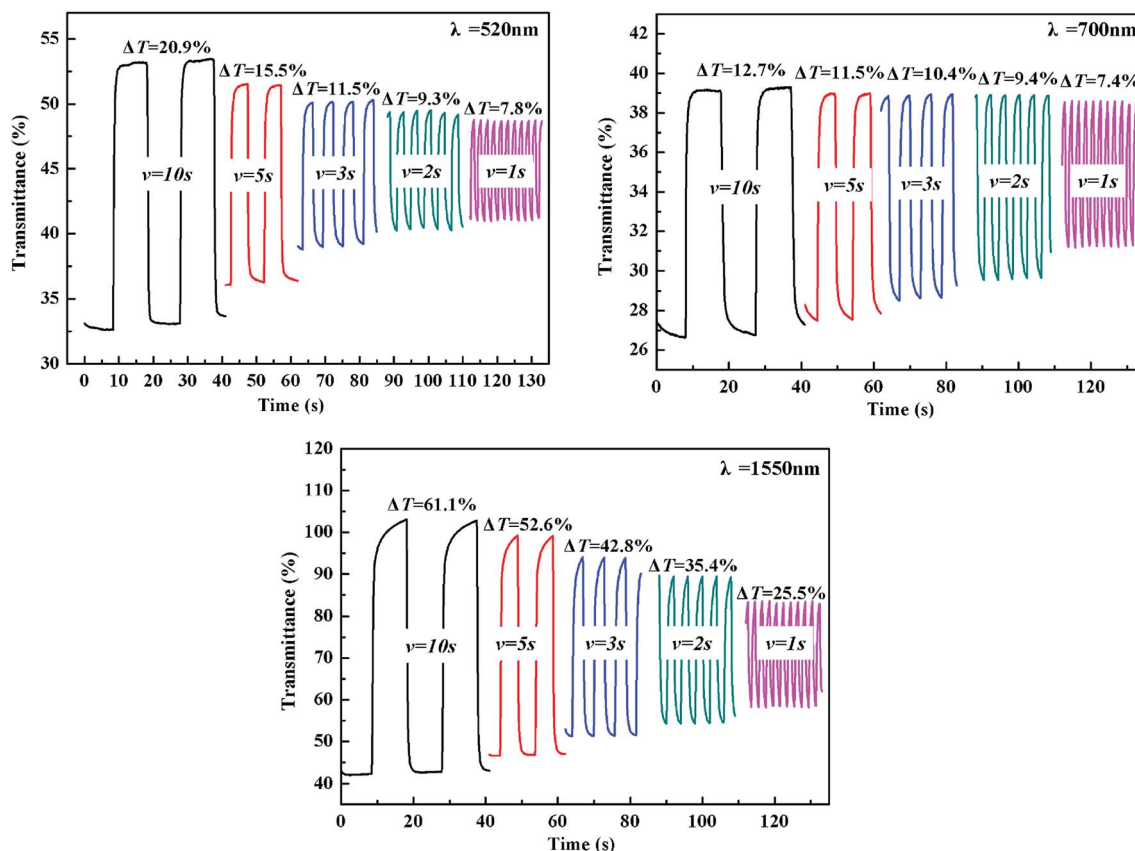 λ =520nm
ΔT=20.9%
ΔT=15.5%
ΔT=11.5%
ΔT=9.3%
ΔT=7.8%
v=10s
v=5s
v=3s
v=2s
v=1s
Transmittance (%)
55
50
45
40
35
30
0 10 20 30 40 50 60 70 80 90 100 110 120 130
Time (s)
λ =700nm
ΔT=12.7%
ΔT=11.5%
ΔT=10.4%
ΔT=9.4%
ΔT=7.4%
v=10s
v=5s
v=3s
v=2s
v=1s
Transmittance (%)
42
40
38
36
34
32
30
28
26
0 20 40 60 80 100 120
Time (s)
λ =1550nm
ΔT=61.1%
ΔT=52.6%
ΔT=42.8%
ΔT=35.4%
ΔT=25.5%
v=10s
v=5s
v=3s
v=2s
v=1s
Transmittance (%)
120
110
100
90
80
70
60
50
40
0 20 40 60 80 100 120
Time (s)